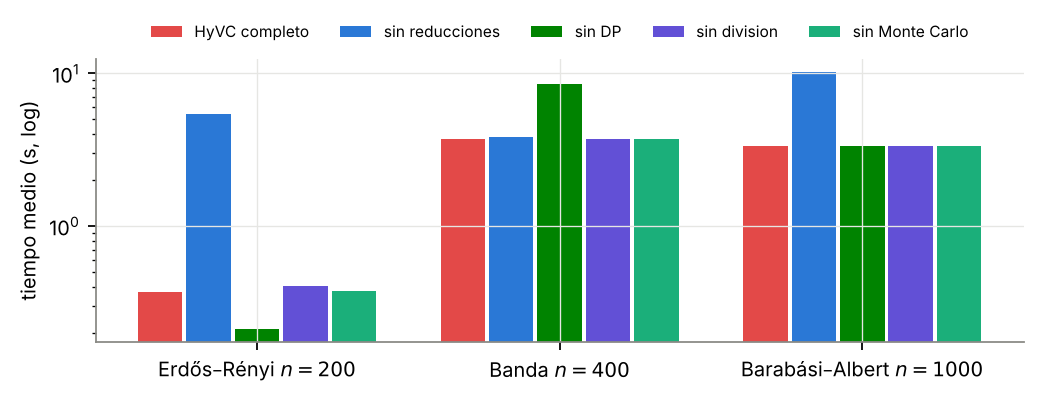 HyVC completo sin reducciones sin DP sin division sin Monte Carlo
tiempo medio (s, log)
10¹
10⁰
Erdős–Rényi n = 200 Banda n = 400 Barabási–Albert n = 1000